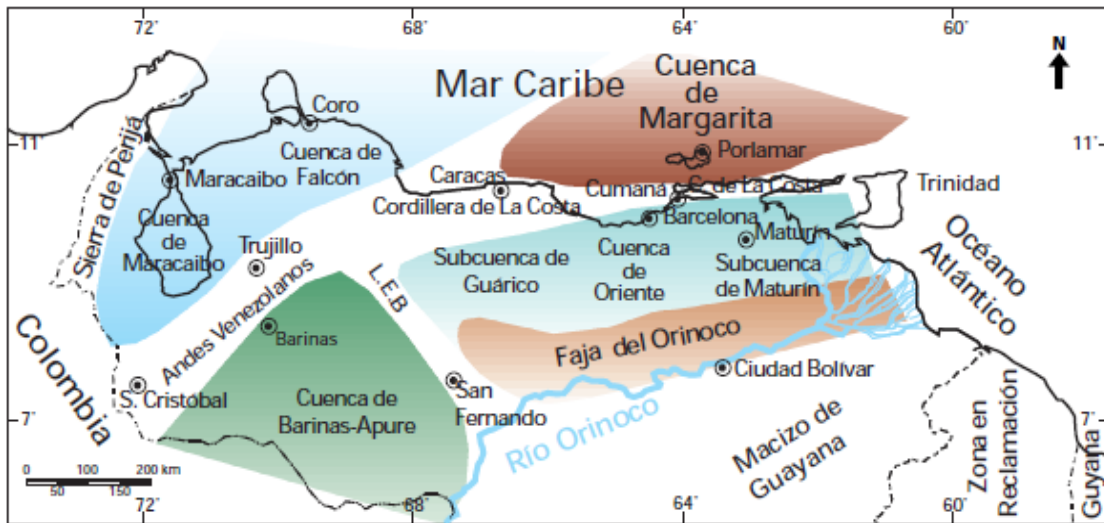 72°
68°
64°
60°
N
Mar Caribe
Cuenca
de
Margarita
Coro
11°
11°
Sierra de Perijá
Cuenca de
Falcón
Porlamar
Maracaibo
Caracas
Cumaná
C. de La Costa
Trinidad
Cordillera de La Costa
Barcelona
Cuenca
de
Maracaibo
Trujillo
Maturín
Subcuenca de
Guárico
Cuenca
de
Oriente
Subcuenca
de Maturín
Océano
Atlántico
L.E.B
Andes Venezolanos
Barinas
Faja del Orinoco
Colombia
S. Cristóbal
Cuenca de
Barinas-Apure
San
Fernando
Ciudad Bolívar
7°
7°
Río Orinoco
Macizo de
Guayana
Zona en
Reclamación
Guyana
0 100 200 km
50 150
72°
68°
64°
60°